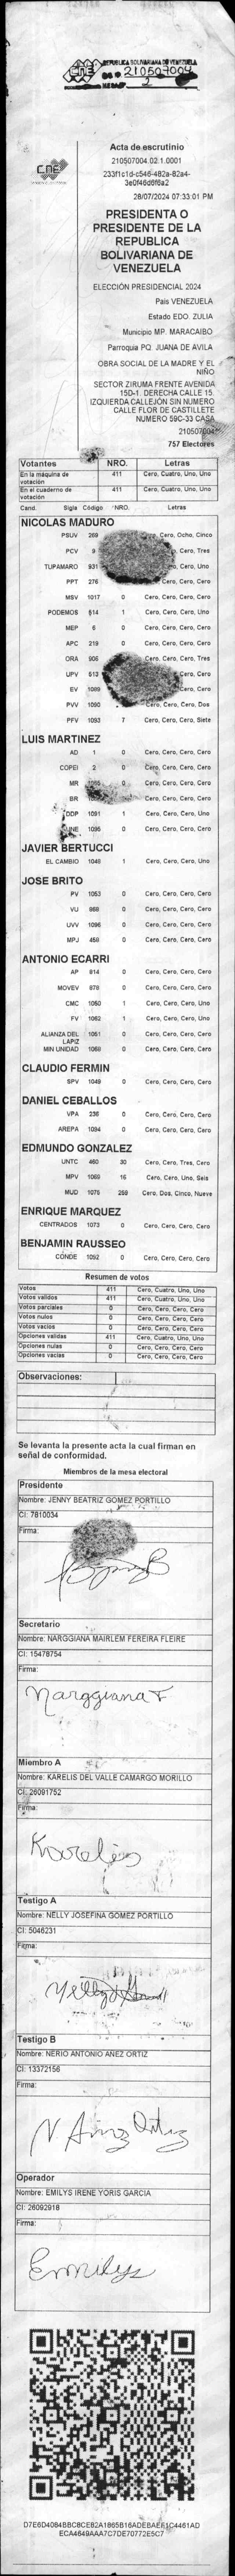 REPUBLICA BOLIVARIANA DE VENEZUELA
CNE
210507004
2
CNE
Acta de escrutinio
210507004.02.1.0001
233f1c1d-c546-482a-82a4-
3e0f46d6f6a2
28/07/2024 07:33:01 PM
PRESIDENTA O
PRESIDENTE DE LA
REPUBLICA
BOLIVARIANA DE
VENEZUELA
ELECCIÓN PRESIDENCIAL 2024
País VENEZUELA
Estado EDO. ZULIA
Municipio MP. MARACAIBO
Parroquia PQ. JUANA DE AVILA
OBRA SOCIAL DE LA MADRE Y EL
NIÑO
SECTOR ZIRUMA FRENTE AVENIDA
15D-1. DERECHA CALLE 15.
IZQUIERDA CALLEJÓN SIN NUMERO
CALLE FLOR DE CASTILLETE
NUMERO 59C-33 CASA
210507004
757 Electores
Votantes NRO. Letras
En la máquina de votación 411 Cero, Cuatro, Uno, Uno
En el cuaderno de votación 411 Cero, Cuatro, Uno, Uno
Cand. Sigla Código NRO. Letras
NICOLAS MADURO
PSUV 269 Cero, Ocho, Cinco
PCV 9 Cero, Tres
TUPAMARO 931 Cero, Uno
PPT 276 Cero, Cero, Cero
MSV 1017 0 Cero, Cero, Cero, Cero
PODEMOS 514 1 Cero, Cero, Cero, Uno
MEP 6 0 Cero, Cero, Cero, Cero
APC 219 0 Cero, Cero, Cero, Cero
ORA 906 Cero, Cero, Cero, Tres
UPV 513 Cero, Cero
EV 1089 Cero, Cero
PVV 1090 Cero, Cero, Cero, Dos
PFV 1093 7 Cero, Cero, Cero, Siete
LUIS MARTINEZ
AD 1 0 Cero, Cero, Cero, Cero
COPEI 2 0 Cero, Cero, Cero, Cero
MR 0 Cero, Cero, Cero, Cero
BR 0 Cero, Cero, Cero, Cero
DDP 1091 1 Cero, Cero, Cero, Uno
UNE 1096 0 Cero, Cero, Cero, Cero
JAVIER BERTUCCI
EL CAMBIO 1048 1 Cero, Cero, Cero, Uno
JOSE BRITO
PV 1053 0 Cero, Cero, Cero, Cero
VU 868 0 Cero, Cero, Cero, Cero
UVV 1096 0 Cero, Cero, Cero, Cero
MPJ 458 0 Cero, Cero, Cero, Cero
ANTONIO ECARRI
AP 814 0 Cero, Cero, Cero, Cero
MOVEV 878 0 Cero, Cero, Cero, Cero
CMC 1050 1 Cero, Cero, Cero, Uno
FV 1062 1 Cero, Cero, Cero, Uno
ALIANZA DEL LAPIZ 1061 0 Cero, Cero, Cero, Cero
MIN UNIDAD 1068 0 Cero, Cero, Cero, Cero
CLAUDIO FERMIN
SPV 1049 0 Cero, Cero, Cero, Cero
DANIEL CEBALLOS
VPA 236 0 Cero, Cero, Cero, Cero
AREPA 1094 0 Cero, Cero, Cero, Cero
EDMUNDO GONZALEZ
UNTC 460 30 Cero, Cero, Tres, Cero
MPV 1069 16 Cero, Cero, Uno, Seis
MUD 1075 259 Cero, Dos, Cinco, Nueve
ENRIQUE MARQUEZ
CENTRADOS 1073 0 Cero, Cero, Cero, Cero
BENJAMIN RAUSSEO
CONDE 1052 0 Cero, Cero, Cero, Cero
Resumen de votos
Votos 411 Cero, Cuatro, Uno, Uno
Votos validos 411 Cero, Cuatro, Uno, Uno
Votos parciales 0 Cero, Cero, Cero, Cero
Votos nulos 0 Cero, Cero, Cero, Cero
Votos vacios 0 Cero, Cero, Cero, Cero
Opciones validas 411 Cero, Cuatro, Uno, Uno
Opciones nulas 0 Cero, Cero, Cero, Cero
Opciones vacias 0 Cero, Cero, Cero, Cero
Observaciones:
Se levanta la presente acta la cual firman en
señal de conformidad.
Miembros de la mesa electoral
Presidente
Nombre: JENNY BEATRIZ GOMEZ PORTILLO
CI: 7810034
Firma:
Secretario
Nombre: NARGGIANA MAIRLEM FEREIRA FLEIRE
CI: 15478754
Firma:
Narggiana F
Miembro A
Nombre: KARELIS DEL VALLE CAMARGO MORILLO
CI: 26091752
Firma:
Karelis
Testigo A
Nombre: NELLY JOSEFINA GOMEZ PORTILLO
CI: 5046231
Firma:
Nelly
Testigo B
Nombre: NERIO ANTONIO ANEZ ORTIZ
CI: 13372156
Firma:
N. Añez Ortiz
Operador
Nombre: EMILYS IRENE YORIS GARCIA
CI: 26092918
Firma:
Emilys
D7E6D4084BBC8CE82A1865B16ADEBAEF1C4461AD
ECA4649AAA7C7DE70772E5C7